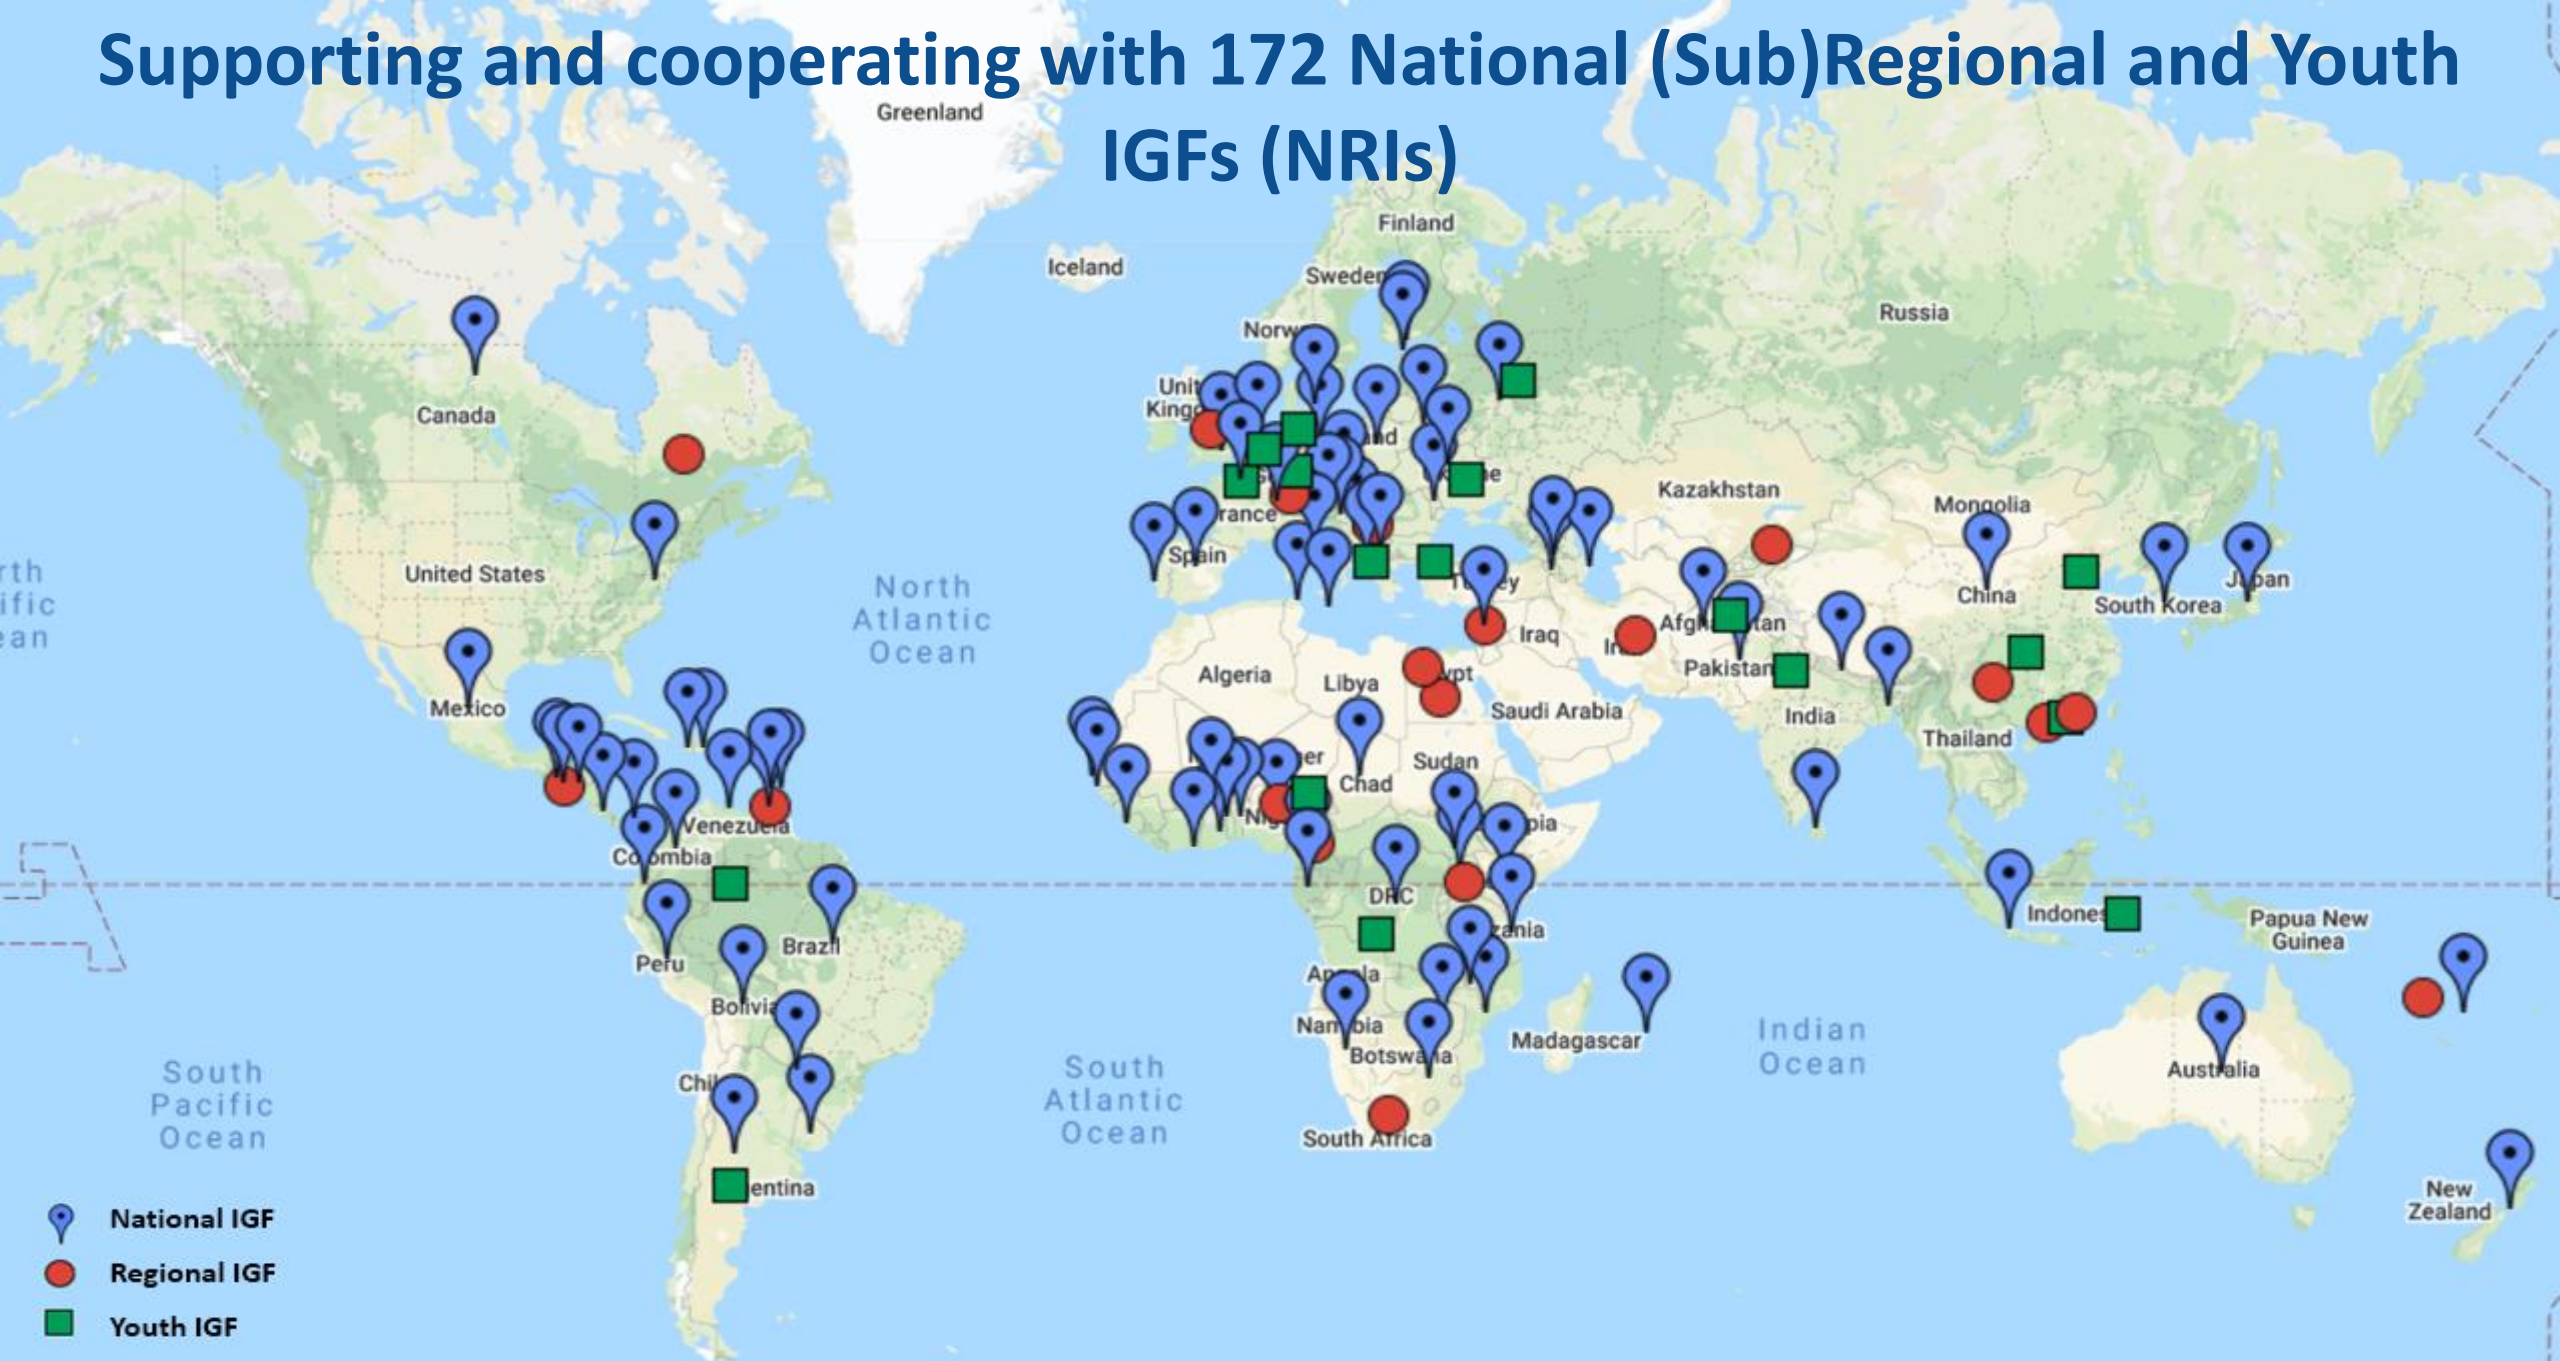 Supporting and cooperating with 172 National (Sub)Regional and Youth
IGFs (NRIs)
Greenland
Finland
Iceland
Sweden
Russia
Canada
Kazakhstan
Mongolia
Spain
United States
North
Atlantic
Ocean
China
South Korea
Japan
Iraq
Pakistan
Algeria
Libya
Mexico
Saudi Arabia
India
Thailand
Sudan
Chad
Venezuela
Colombia
DRC
Papua New
Guinea
Brazil
Peru
Bolivia
Namibia
Botswana
Madagascar
Indian
Ocean
South
Pacific
Ocean
South
Atlantic
Ocean
Australia
South Africa
New
Zealand
National IGF
Regional IGF
Youth IGF